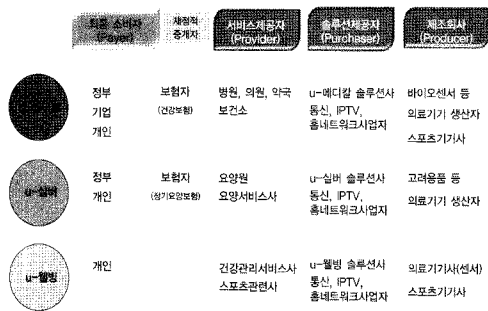 최종 소비자 (Payer)
재정적 중개자
서비스제공자 (Provider)
솔루션제공자 (Purchaser)
제조회사 (Producer)
정부
기업
개인
보험자
(건강보험)
병원, 의원, 약국
보건소
u-메디칼 솔루션사
통신, IPTV,
홈네트워크사업자
바이오센서 등
의료기기 생산자
스포츠기기사
u-실버
정부
개인
보험자
(장기요양보험)
요양원
요양서비스사
u-실버 솔루션사
통신, IPTV,
홈네트워크사업자
고려용품 등
의료기기 생산자
u-웰빙
개인
건강관리서비스사
스포츠관련사
u-웰빙 솔루션사
통신, IPTV,
홈네트워크사업자
의료기기사(센서)
스포츠기기사